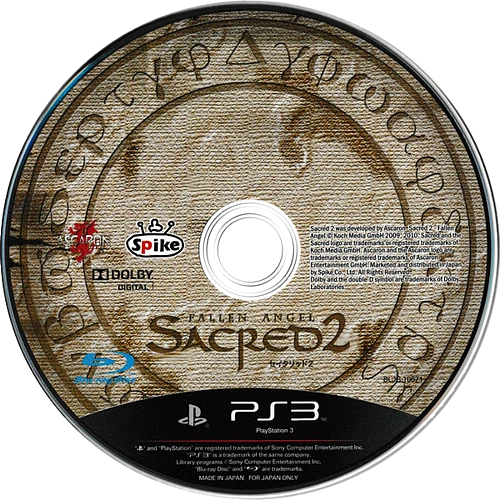 ASCARON
Spike
DOLBY
DIGITAL
Sacred 2 was developed by Ascaron. Sacred 2, "Fallen
Angel, © Koch Media GmbH 2009, 2010. Sacred and the
Sacred logo are trademarks or registered trademarks of
Koch Media GmbH. Ascaron and the Ascaron logo are
trademarks or registered trademarks of Ascaron
Entertainment GmbH. Marketed and distributed in Japan
by Spike Co., Ltd. All Rights Reserved.
Dolby and the double-D symbol are trademarks of Dolby
Laboratories.
FALLEN ANGEL
SACRED 2
セイクリッド2
PS3
PlayStation 3
and "PlayStation" are registered trademarks of Sony Computer Entertainment Inc.
"PS3" is a trademark of the same company.
Library programs © Sony Computer Entertainment Inc.
"Blu-ray Disc" and are trademarks.
MADE IN JAPAN FOR JAPAN ONLY